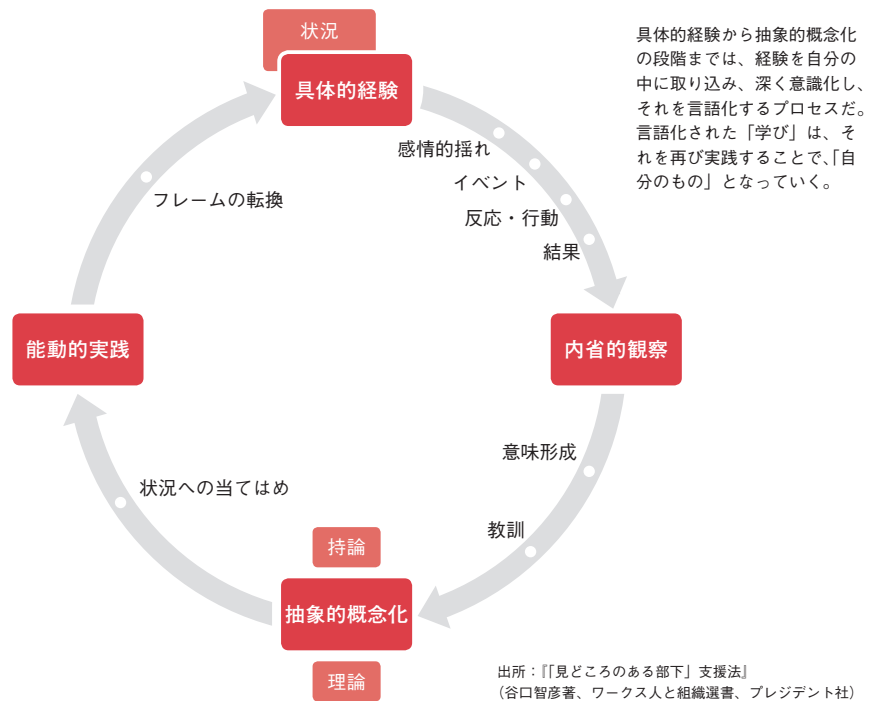 状況
具体的経験
感情的揺れ
イベント
反応・行動
結果
内省的観察
意味形成
教訓
持論
抽象的概念化
理論
状況への当てはめ
能動的実践
フレームの転換
具体的経験から抽象的概念化
の段階までは、経験を自分の
中に取り込み、深く意識化し、
それを言語化するプロセスだ。
言語化された「学び」は、そ
れを再び実践することで、「自
分のもの」となっていく。
出所：『「見どころのある部下」支援法』
（谷口智彦著、ワークス人と組織選書、プレジデント社）